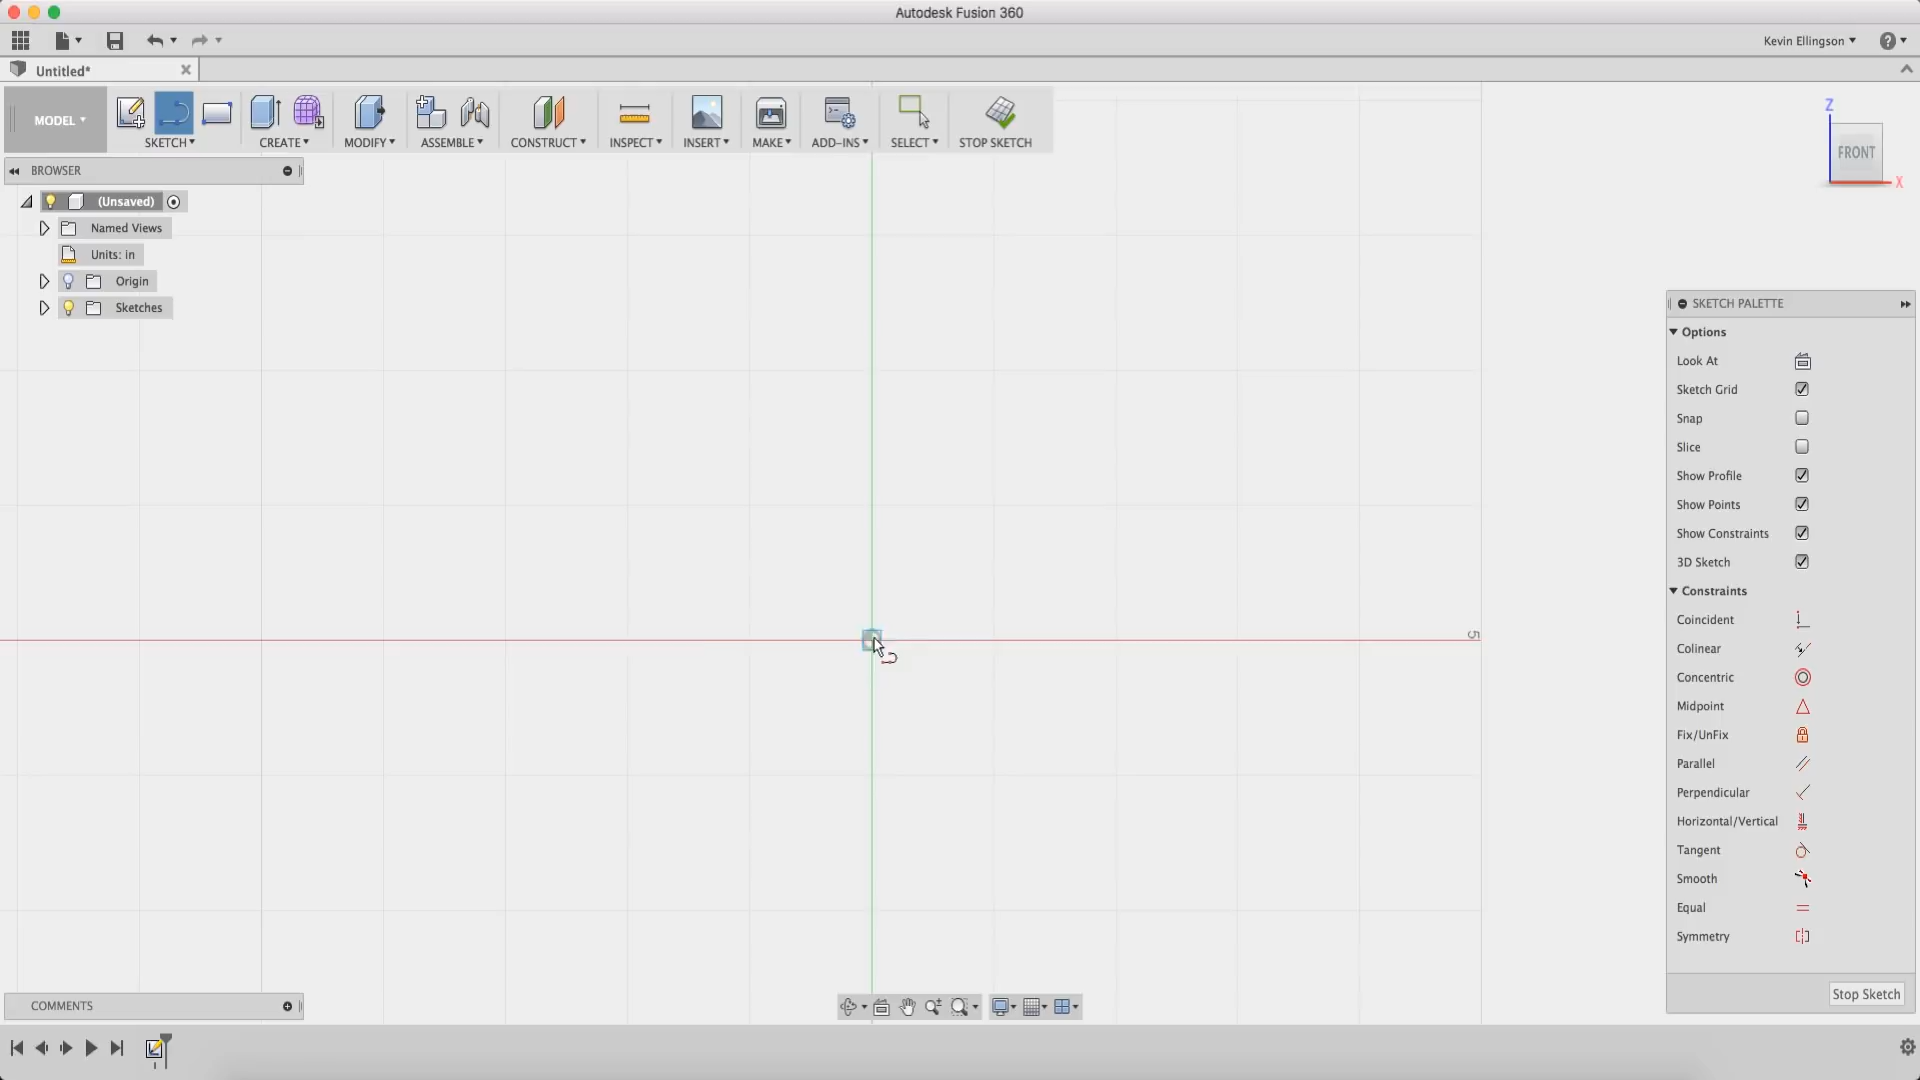 Autodesk Fusion 360
Kevin Ellingson
Untitled*
MODEL
SKETCH
CREATE
MODIFY
ASSEMBLE
CONSTRUCT
INSPECT
INSERT
MAKE
ADD-INS
SELECT
STOP SKETCH
Z
FRONT
X
BROWSER
(Unsaved)
Named Views
Units: in
Origin
Sketches
5
SKETCH PALETTE
Options
Look At
Sketch Grid
Snap
Slice
Show Profile
Show Points
Show Constraints
3D Sketch
Constraints
Coincident
Colinear
Concentric
Midpoint
Fix/UnFix
Parallel
Perpendicular
Horizontal/Vertical
Tangent
Smooth
Equal
Symmetry
Stop Sketch
COMMENTS